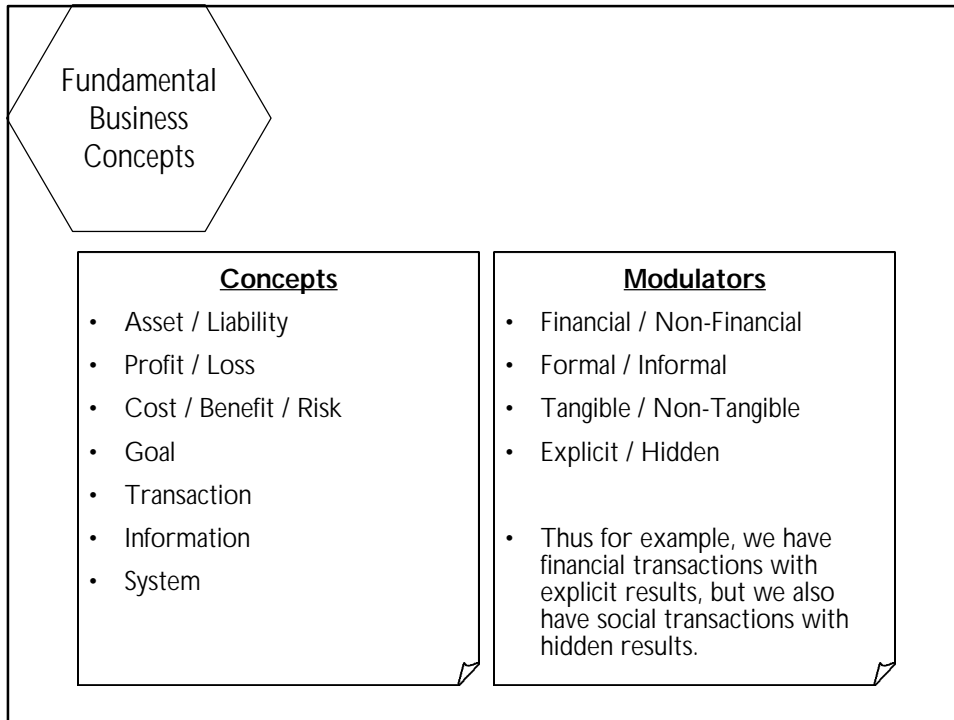 Fundamental
Business
Concepts
Concepts
• Asset / Liability
• Profit / Loss
• Cost / Benefit / Risk
• Goal
• Transaction
• Information
• System
Modulators
• Financial / Non-Financial
• Formal / Informal
• Tangible / Non-Tangible
• Explicit / Hidden
• Thus for example, we have
financial transactions with
explicit results, but we also
have social transactions with
hidden results.